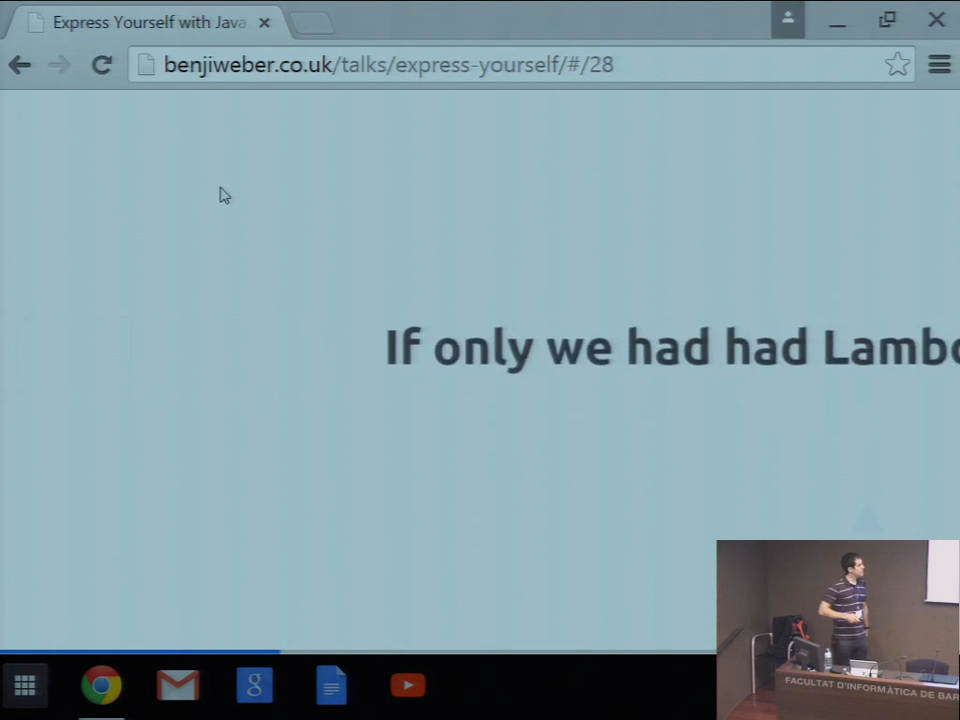 Express Yourself with Java
benjiweber.co.uk/talks/express-yourself/#/28
If only we had had Lamb
g
FACULTAT D'INFORMÀTICA DE BAR